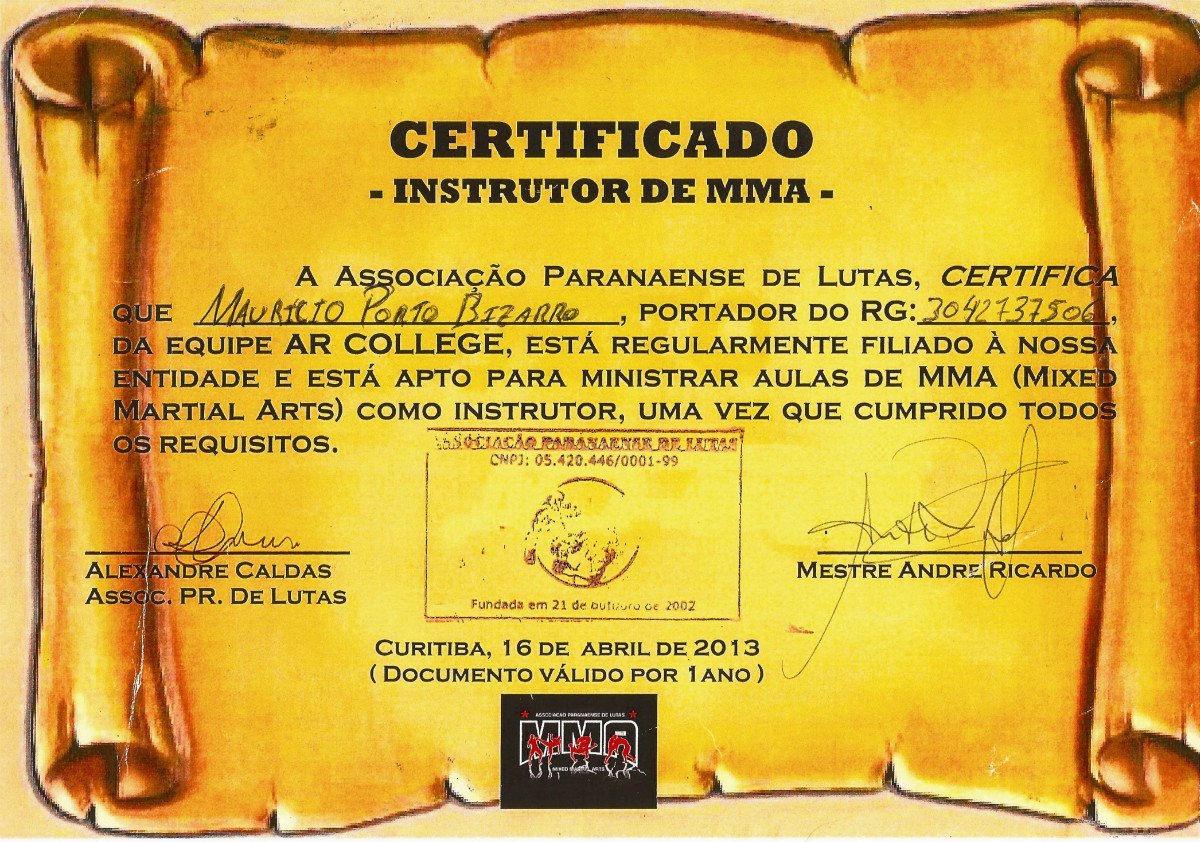 CERTIFICADO
- INSTRUTOR DE MMA -
A ASSOCIAÇÃO PARANAENSE DE LUTAS, CERTIFICA
QUE MAURICIO PORTO BIZARRO, PORTADOR DO RG: 3042737506,
DA EQUIPE AR COLLEGE, ESTÁ REGULARMENTE FILIADO À NOSSA
ENTIDADE E ESTÁ APTO PARA MINISTRAR AULAS DE MMA (MIXED
MARTIAL ARTS) COMO INSTRUTOR, UMA VEZ QUE CUMPRIDO TODOS
OS REQUISITOS.
ASSOCIAÇÃO PARANAENSE DE LUTAS
CNPJ: 05.420.446/0001-99
Fundada em 21 de outubro de 2002
ALEXANDRE CALDAS
ASSOC. PR. DE LUTAS
MESTRE ANDRE RICARDO
CURITIBA, 16 DE ABRIL DE 2013
( DOCUMENTO VÁLIDO POR 1ANO )
ASSOCIAÇÃO PARANAENSE DE LUTAS
MMA
MIXED MARTIAL ARTS